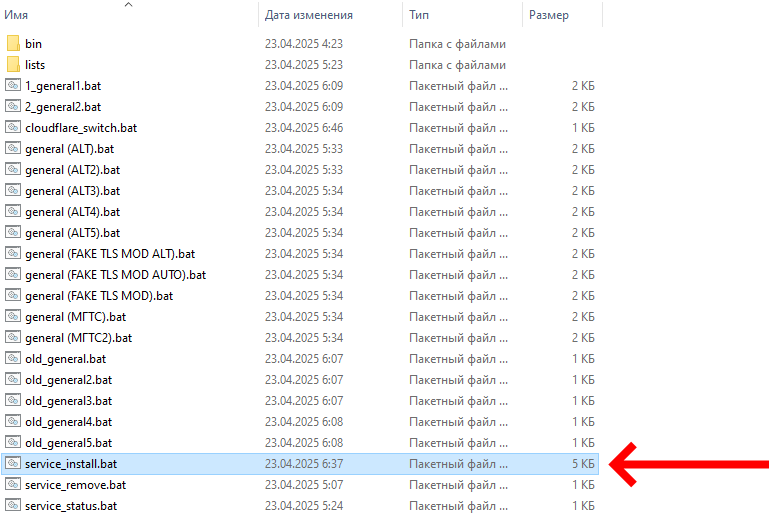 Имя Дата изменения Тип Размер
bin 23.04.2025 4:23 Папка с файлами
lists 23.04.2025 5:23 Папка с файлами
1_general1.bat 23.04.2025 6:09 Пакетный файл ... 2 КБ
2_general2.bat 23.04.2025 6:09 Пакетный файл ... 2 КБ
cloudflare_switch.bat 23.04.2025 6:46 Пакетный файл ... 1 КБ
general (ALT).bat 23.04.2025 5:33 Пакетный файл ... 2 КБ
general (ALT2).bat 23.04.2025 5:33 Пакетный файл ... 2 КБ
general (ALT3).bat 23.04.2025 5:34 Пакетный файл ... 2 КБ
general (ALT4).bat 23.04.2025 5:34 Пакетный файл ... 2 КБ
general (ALT5).bat 23.04.2025 5:34 Пакетный файл ... 2 КБ
general (FAKE TLS MOD ALT).bat 23.04.2025 5:34 Пакетный файл ... 2 КБ
general (FAKE TLS MOD AUTO).bat 23.04.2025 5:34 Пакетный файл ... 2 КБ
general (FAKE TLS MOD).bat 23.04.2025 5:34 Пакетный файл ... 2 КБ
general (МГТС).bat 23.04.2025 5:34 Пакетный файл ... 2 КБ
general (МГТС2).bat 23.04.2025 5:34 Пакетный файл ... 2 КБ
old_general.bat 23.04.2025 6:07 Пакетный файл ... 1 КБ
old_general2.bat 23.04.2025 6:07 Пакетный файл ... 1 КБ
old_general3.bat 23.04.2025 6:07 Пакетный файл ... 1 КБ
old_general4.bat 23.04.2025 6:08 Пакетный файл ... 1 КБ
old_general5.bat 23.04.2025 6:08 Пакетный файл ... 1 КБ
service_install.bat 23.04.2025 6:37 Пакетный файл ... 5 КБ
service_remove.bat 23.04.2025 5:07 Пакетный файл ... 1 КБ
service_status.bat 23.04.2025 5:24 Пакетный файл ... 1 КБ